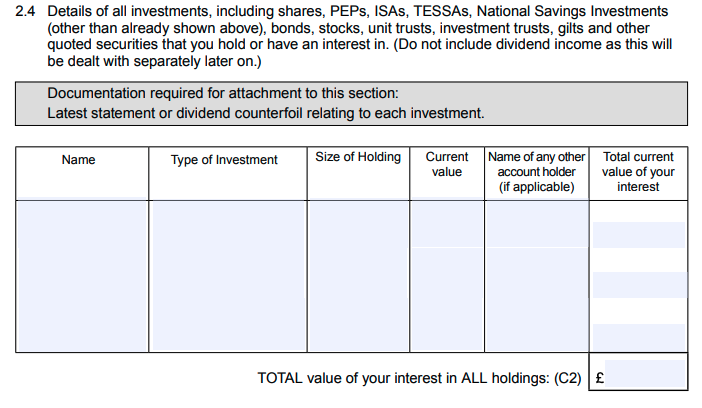 2.4 Details of all investments, including shares, PEPs, ISAs, TESSAs, National Savings Investments
(other than already shown above), bonds, stocks, unit trusts, investment trusts, gilts and other
quoted securities that you hold or have an interest in. (Do not include dividend income as this will
be dealt with separately later on.)
Documentation required for attachment to this section:
Latest statement or dividend counterfoil relating to each investment.
Name
Type of Investment
Size of Holding
Current
value
Name of any other
account holder
(if applicable)
Total current
value of your
interest
TOTAL value of your interest in ALL holdings: (C2) £